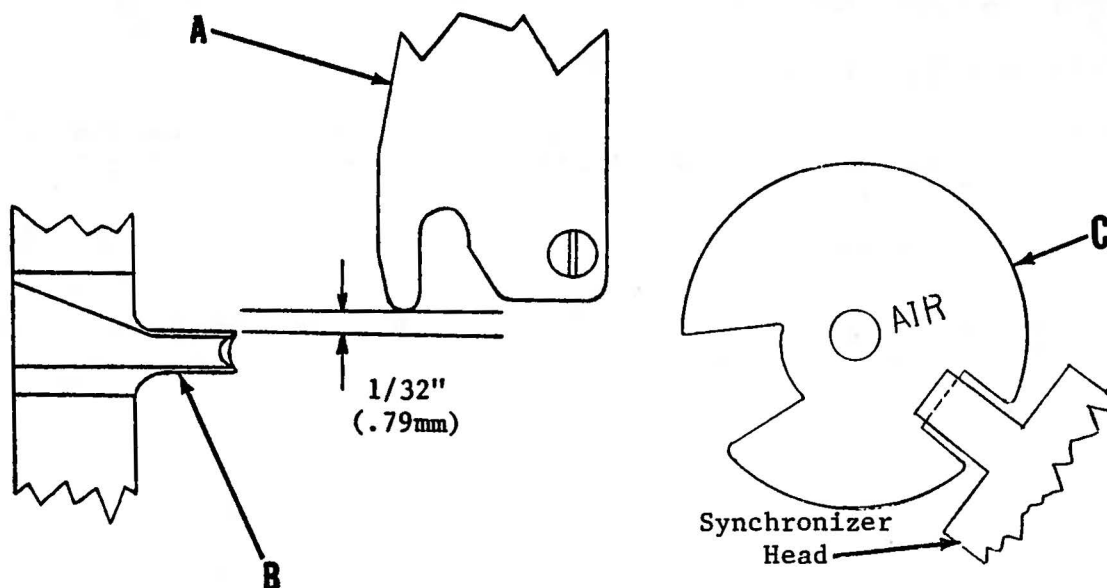 A
1/32"
(.79mm)
B
C
AIR
Synchronizer
Head